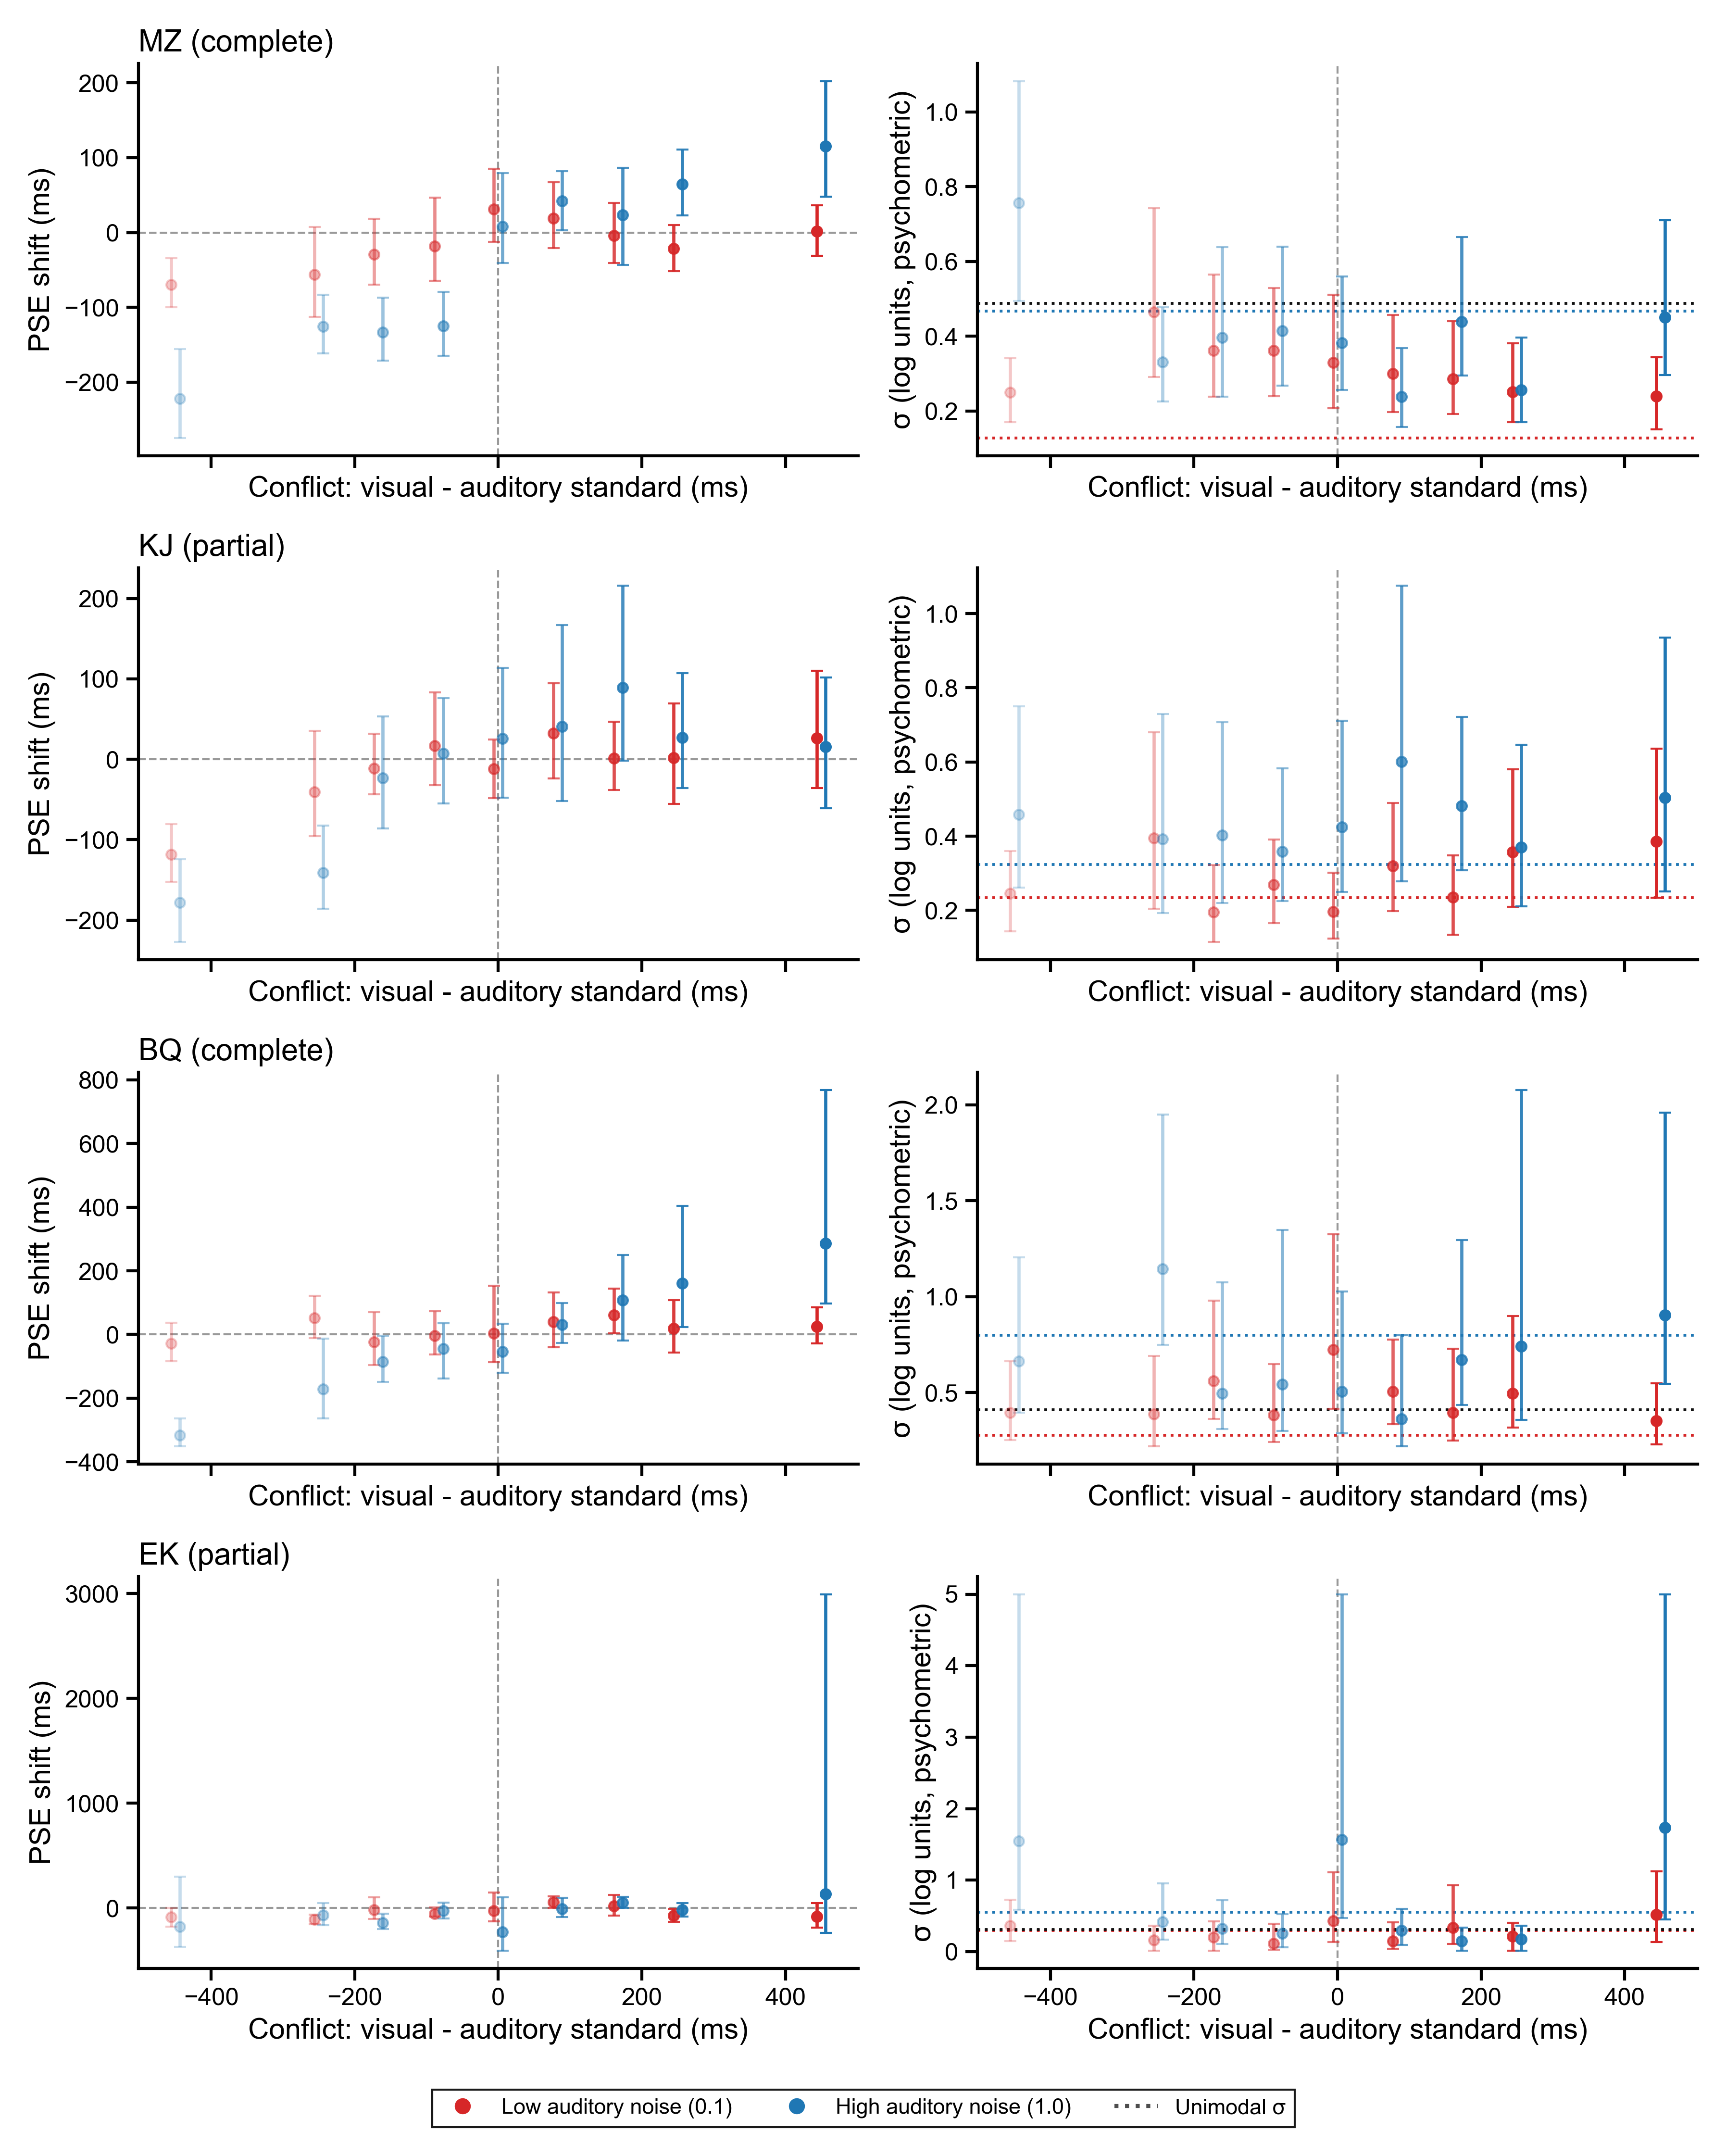 MZ (complete)
PSE shift (ms)
200
100
0
−100
−200
Conflict: visual - auditory standard (ms)
σ (log units, psychometric)
1.0
0.8
0.6
0.4
0.2
Conflict: visual - auditory standard (ms)
KJ (partial)
PSE shift (ms)
200
100
0
−100
−200
Conflict: visual - auditory standard (ms)
σ (log units, psychometric)
1.0
0.8
0.6
0.4
0.2
Conflict: visual - auditory standard (ms)
BQ (complete)
PSE shift (ms)
800
600
400
200
0
−200
−400
Conflict: visual - auditory standard (ms)
σ (log units, psychometric)
2.0
1.5
1.0
0.5
Conflict: visual - auditory standard (ms)
EK (partial)
PSE shift (ms)
3000
2000
1000
0
−400 −200 0 200 400
Conflict: visual - auditory standard (ms)
σ (log units, psychometric)
5
4
3
2
1
0
−400 −200 0 200 400
Conflict: visual - auditory standard (ms)
Low auditory noise (0.1) High auditory noise (1.0) Unimodal σ